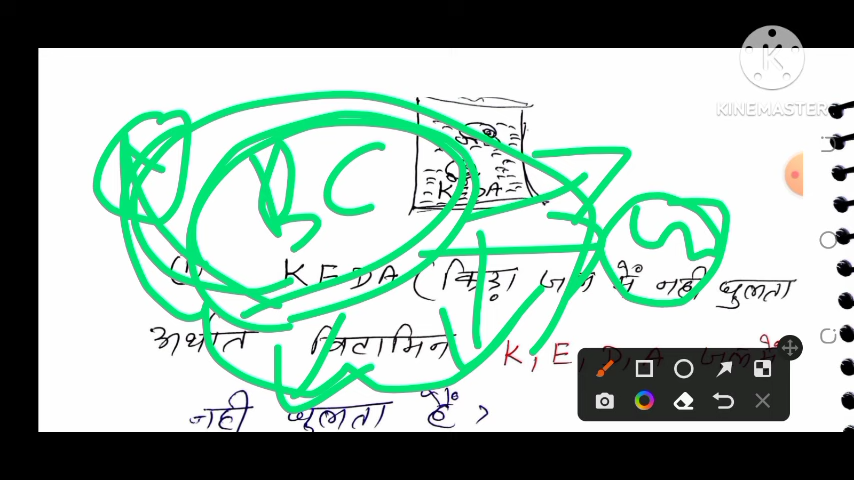 KINEMASTER
BC
KEDA
KEDA (किड़ा जल में नही घुलता
अर्थात विटामिन K, E, D, A जल में
नही घुलता हैं,